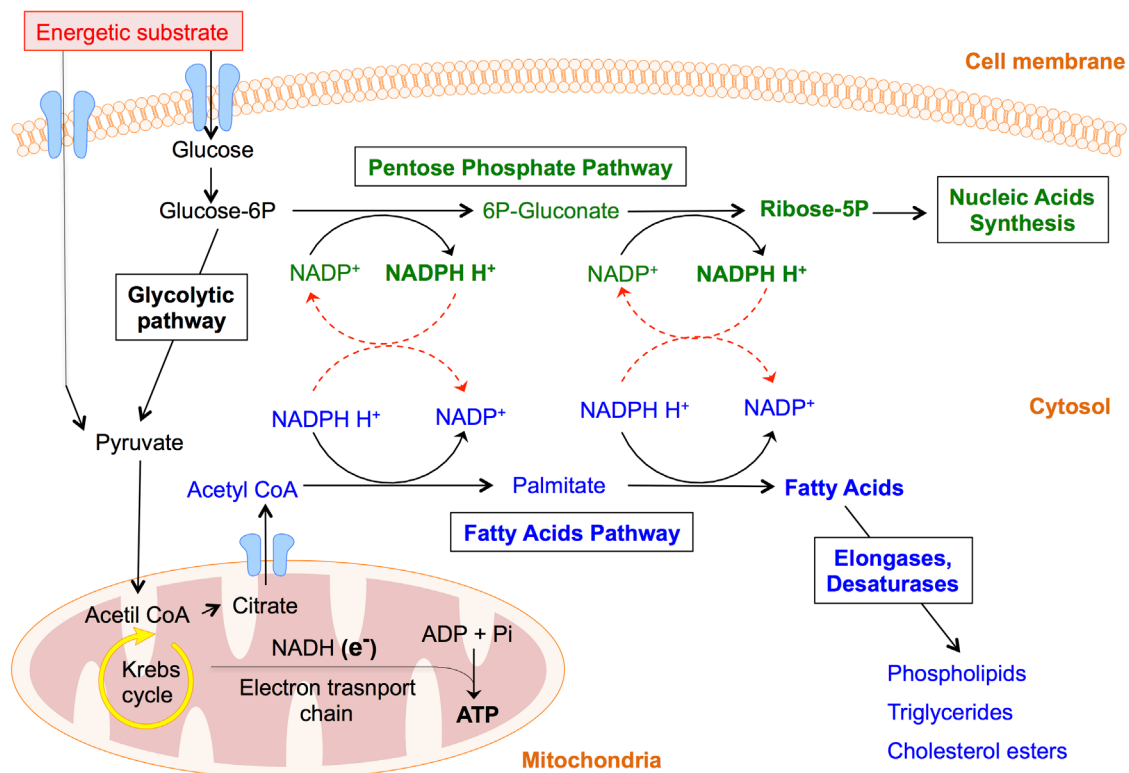 Energetic substrate
Cell membrane
Glucose
Pentose Phosphate Pathway
Glucose-6P
6P-Gluconate
Ribose-5P
Nucleic Acids
Synthesis
NADP⁺
NADPH H⁺
NADP⁺
NADPH H⁺
Glycolytic
pathway
NADPH H⁺
NADP⁺
NADPH H⁺
NADP⁺
Cytosol
Pyruvate
Acetyl CoA
Palmitate
Fatty Acids
Fatty Acids Pathway
Elongases,
Desaturases
Acetil CoA
Citrate
Krebs
cycle
NADH (e⁻)
ADP + Pi
Electron trasnport
chain
ATP
Mitochondria
Phospholipids
Triglycerides
Cholesterol esters